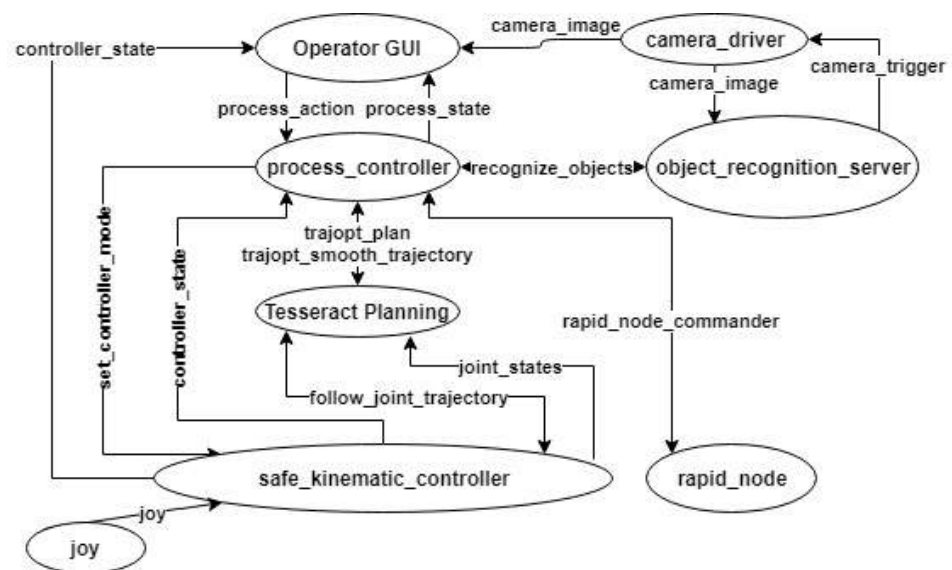 controller_state
Operator GUI
camera_image
camera_driver
camera_trigger
camera_image
process_action
process_state
process_controller
recognize_objects
object_recognition_server
set_controller_mode
controller_state
trajopt_plan
trajopt_smooth_trajectory
Tesseract Planning
rapid_node_commander
joint_states
follow_joint_trajectory
safe_kinematic_controller
rapid_node
joy
joy